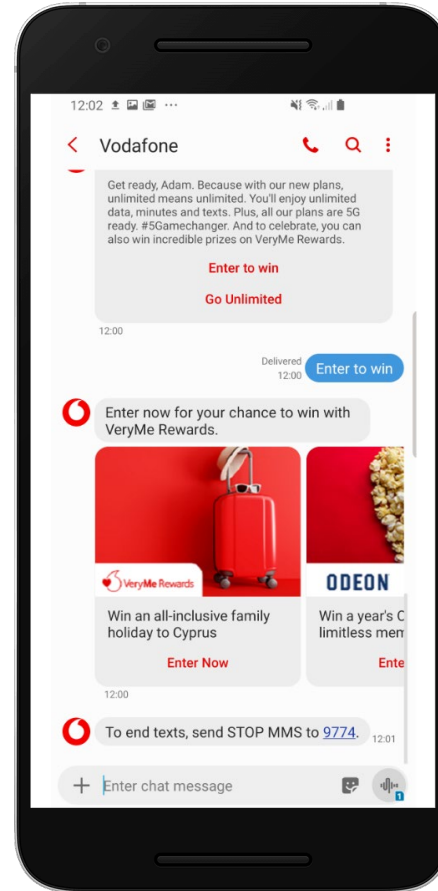 12:02
Vodafone
Get ready, Adam. Because with our new plans,
unlimited means unlimited. You'll enjoy unlimited
data, minutes and texts. Plus, all our plans are 5G
ready. #5Gamechanger. And to celebrate, you can
also win incredible prizes on VeryMe Rewards.
Enter to win
Go Unlimited
12:00
Delivered
12:00
Enter to win
Enter now for your chance to win with
VeryMe Rewards.
VeryMe Rewards
ODEON
Win an all-inclusive family
holiday to Cyprus
Enter Now
Win a year's
limitless
Ente
12:00
To end texts, send STOP MMS to 9774.
12:01
Enter chat message
1